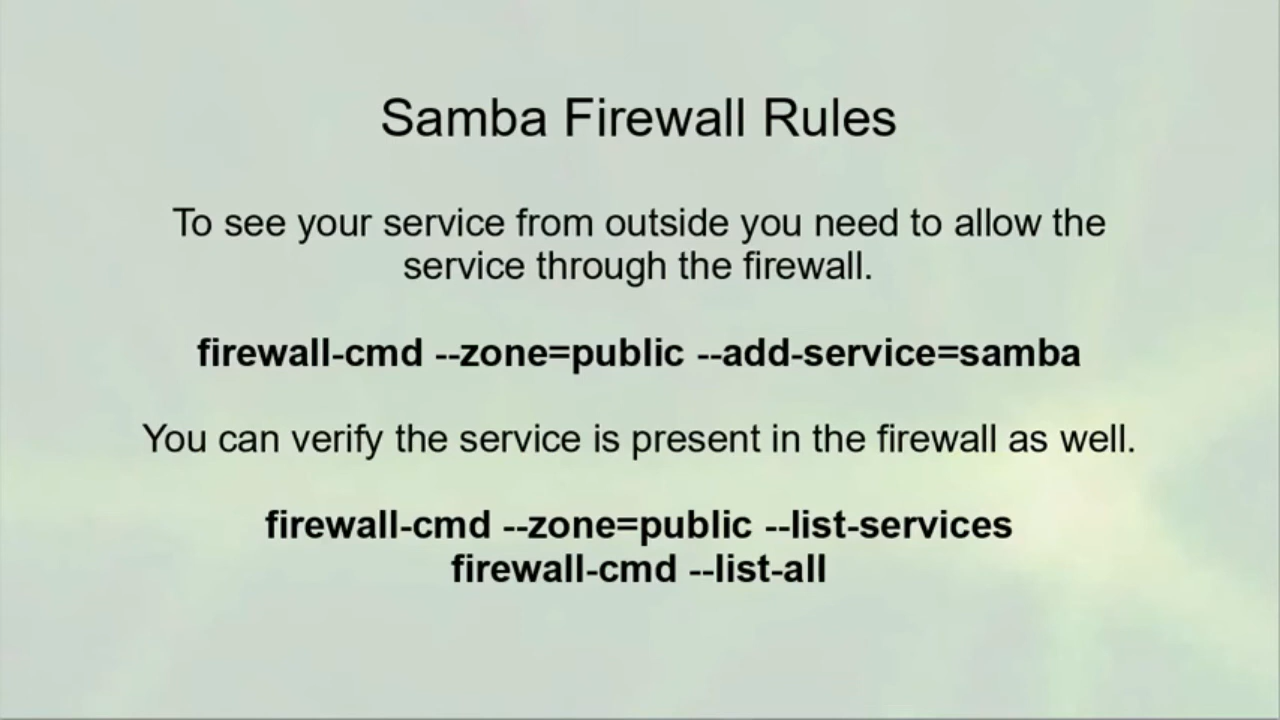 Samba Firewall Rules
To see your service from outside you need to allow the
service through the firewall.
firewall-cmd --zone=public --add-service=samba
You can verify the service is present in the firewall as well.
firewall-cmd --zone=public --list-services
firewall-cmd --list-all